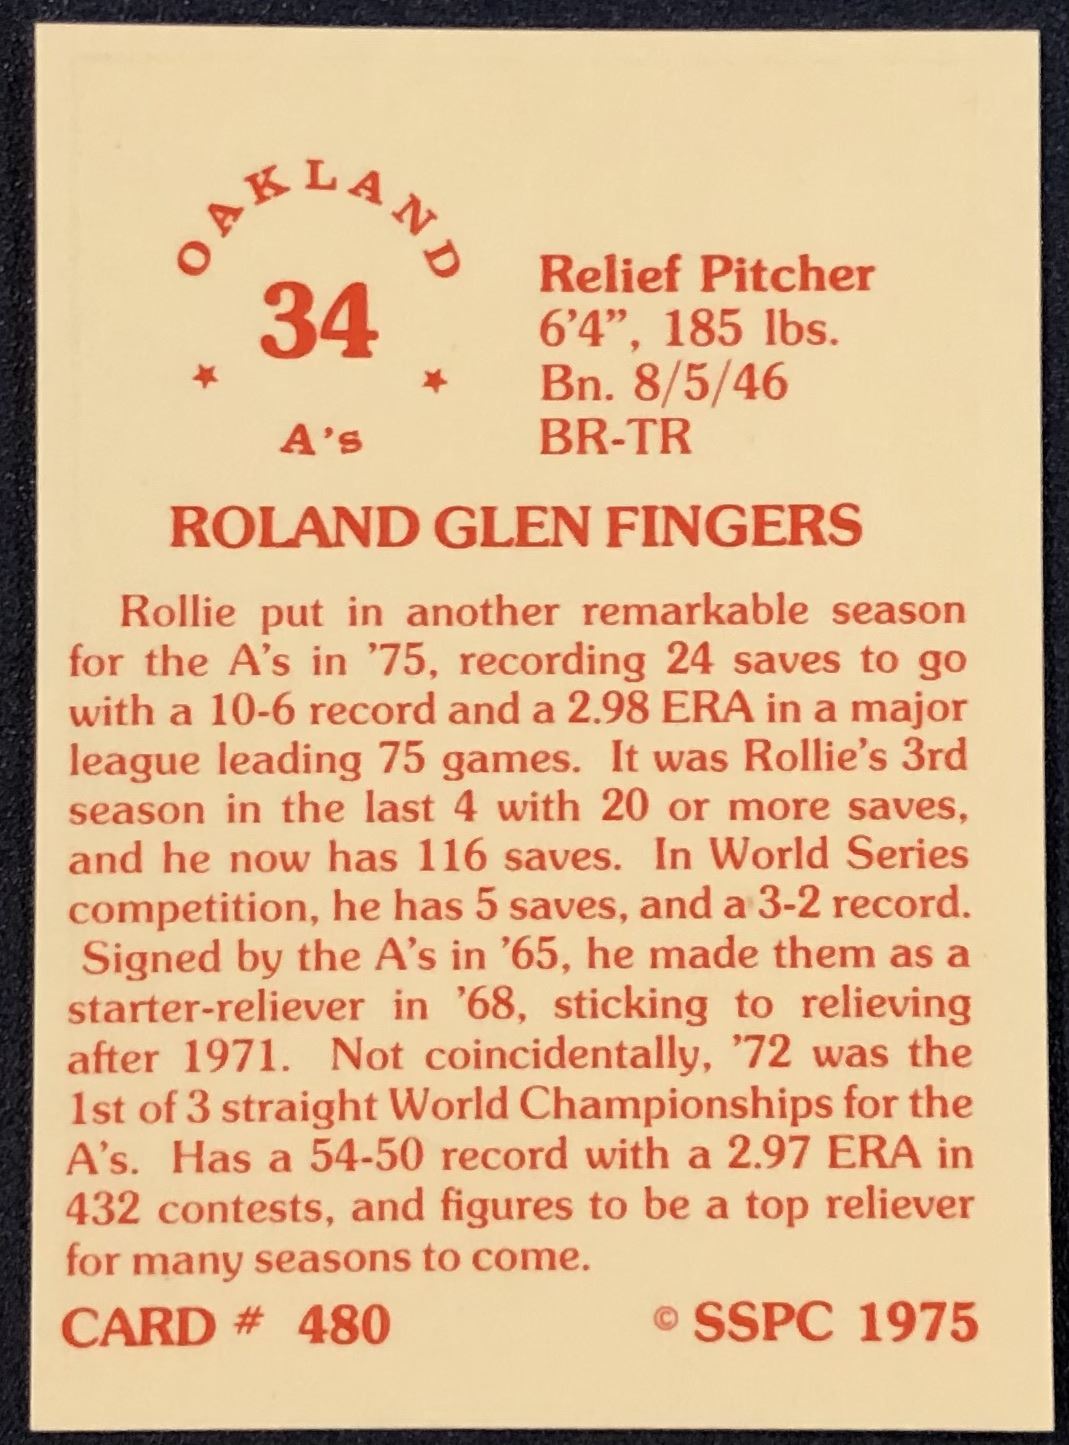 OAKLAND
34
A's
Relief Pitcher
6'4”, 185 lbs.
Bn. 8/5/46
BR-TR
ROLAND GLEN FINGERS
Rollie put in another remarkable season
for the A's in ’75, recording 24 saves to go
with a 10-6 record and a 2.98 ERA in a major
league leading 75 games. It was Rollie's 3rd
season in the last 4 with 20 or more saves,
and he now has 116 saves. In World Series
competition, he has 5 saves, and a 3-2 record.
Signed by the A's in ’65, he made them as a
starter-reliever in ’68, sticking to relieving
after 1971. Not coincidentally, ’72 was the
1st of 3 straight World Championships for the
A's. Has a 54-50 record with a 2.97 ERA in
432 contests, and figures to be a top reliever
for many seasons to come.
CARD # 480
© SSPC 1975